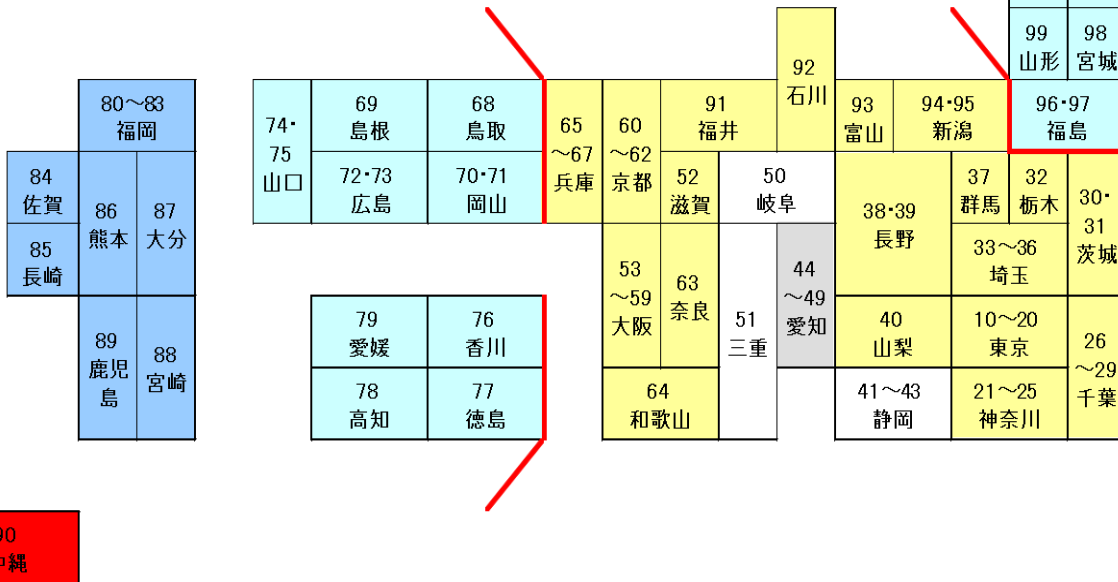 99
山形
98
宮城
92
石川
80～83
福岡
74・
75
山口
69
島根
68
鳥取
65
～67
兵庫
60
～62
京都
91
福井
93
富山
94・95
新潟
96・97
福島
84
佐賀
86
熊本
87
大分
72・73
広島
70・71
岡山
52
滋賀
50
岐阜
38・39
長野
37
群馬
32
栃木
30・
31
茨城
85
長崎
53
～59
大阪
63
奈良
51
三重
44
～49
愛知
33～36
埼玉
89
鹿児
島
88
宮崎
79
愛媛
76
香川
40
山梨
10～20
東京
26
～29
千葉
78
高知
77
徳島
64
和歌山
41～43
静岡
21～25
神奈川
90
沖縄